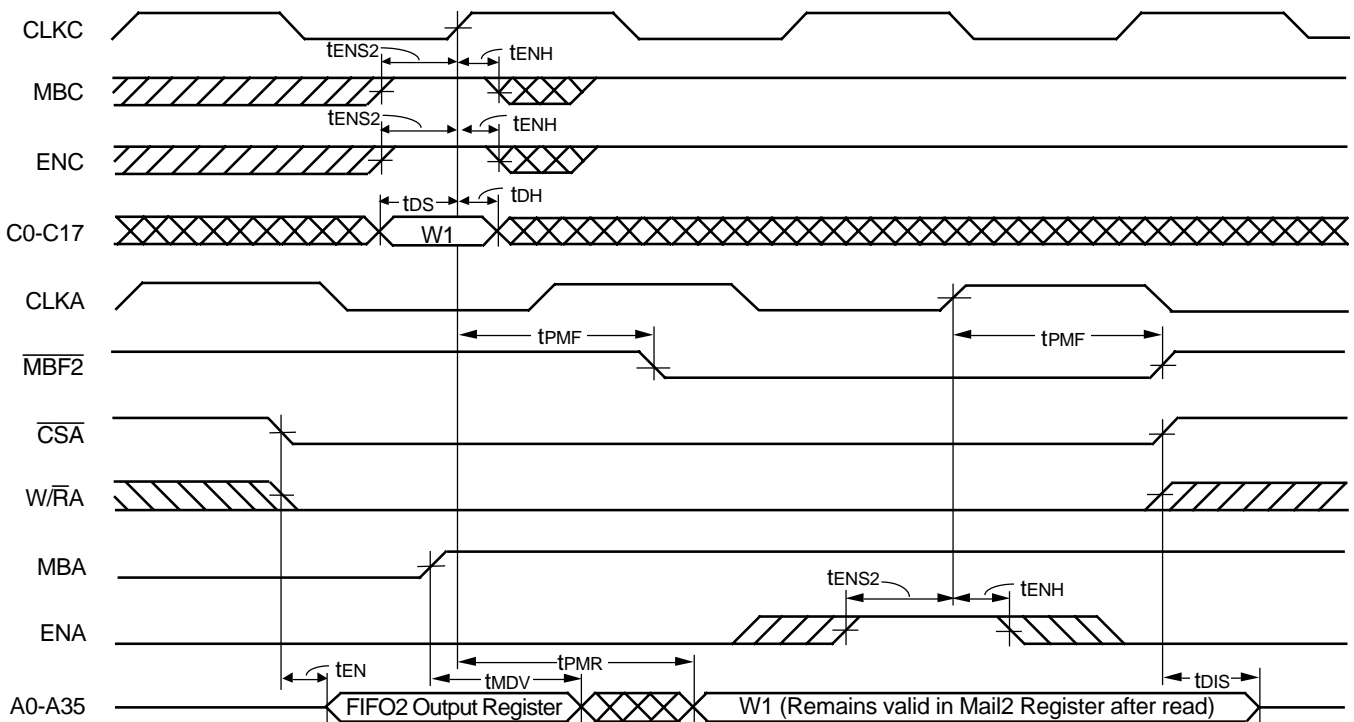 CLKC
tENS2
tENH
MBC
tENS2
tENH
ENC
tDS
tDH
C0-C17
W1
CLKA
tPMF
tPMF
MBF2
CSA
W/RA
MBA
tENS2
tENH
ENA
tEN
tPMR
tMDV
tDIS
A0-A35
FIFO2 Output Register
W1 (Remains valid in Mail2 Register after read)